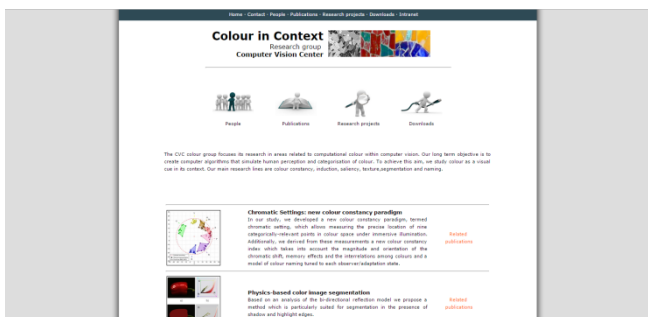 Home - Contact - People - Publications - Research projects - Downloads - Intranet
Colour in Context
Research group
Computer Vision Center
People Publications Research projects Downloads
The CVC colour group focuses its research in areas related to computational colour within computer vision. Our long term objective is to
create computer algorithms that simulate human perception and categorisation of colour. To achieve this aim, we study colour as a visual
cue in its context. Our main research lines are colour constancy, induction, saliency, texture,segmentation and naming.
Chromatic Settings: new colour constancy paradigm
In our study, we developed a new colour constancy paradigm, termed
chromatic setting, which allows measuring the precise location of nine
categorically-relevant points in colour space under immersive illumination.
Additionally, we derived from these measurements a new colour constancy
index which takes into account the magnitude and orientation of the
chromatic shift, memory effects and the interrelations among colours and a
model of colour naming tuned to each observer/adaptation state.
Related
publications
Physics-based color image segmentation
Based on an analysis of the bi-directional reflection model we propose a
method which is particularly suited for segmentation in the presence of
shadow and highlight edges.
Related
publications